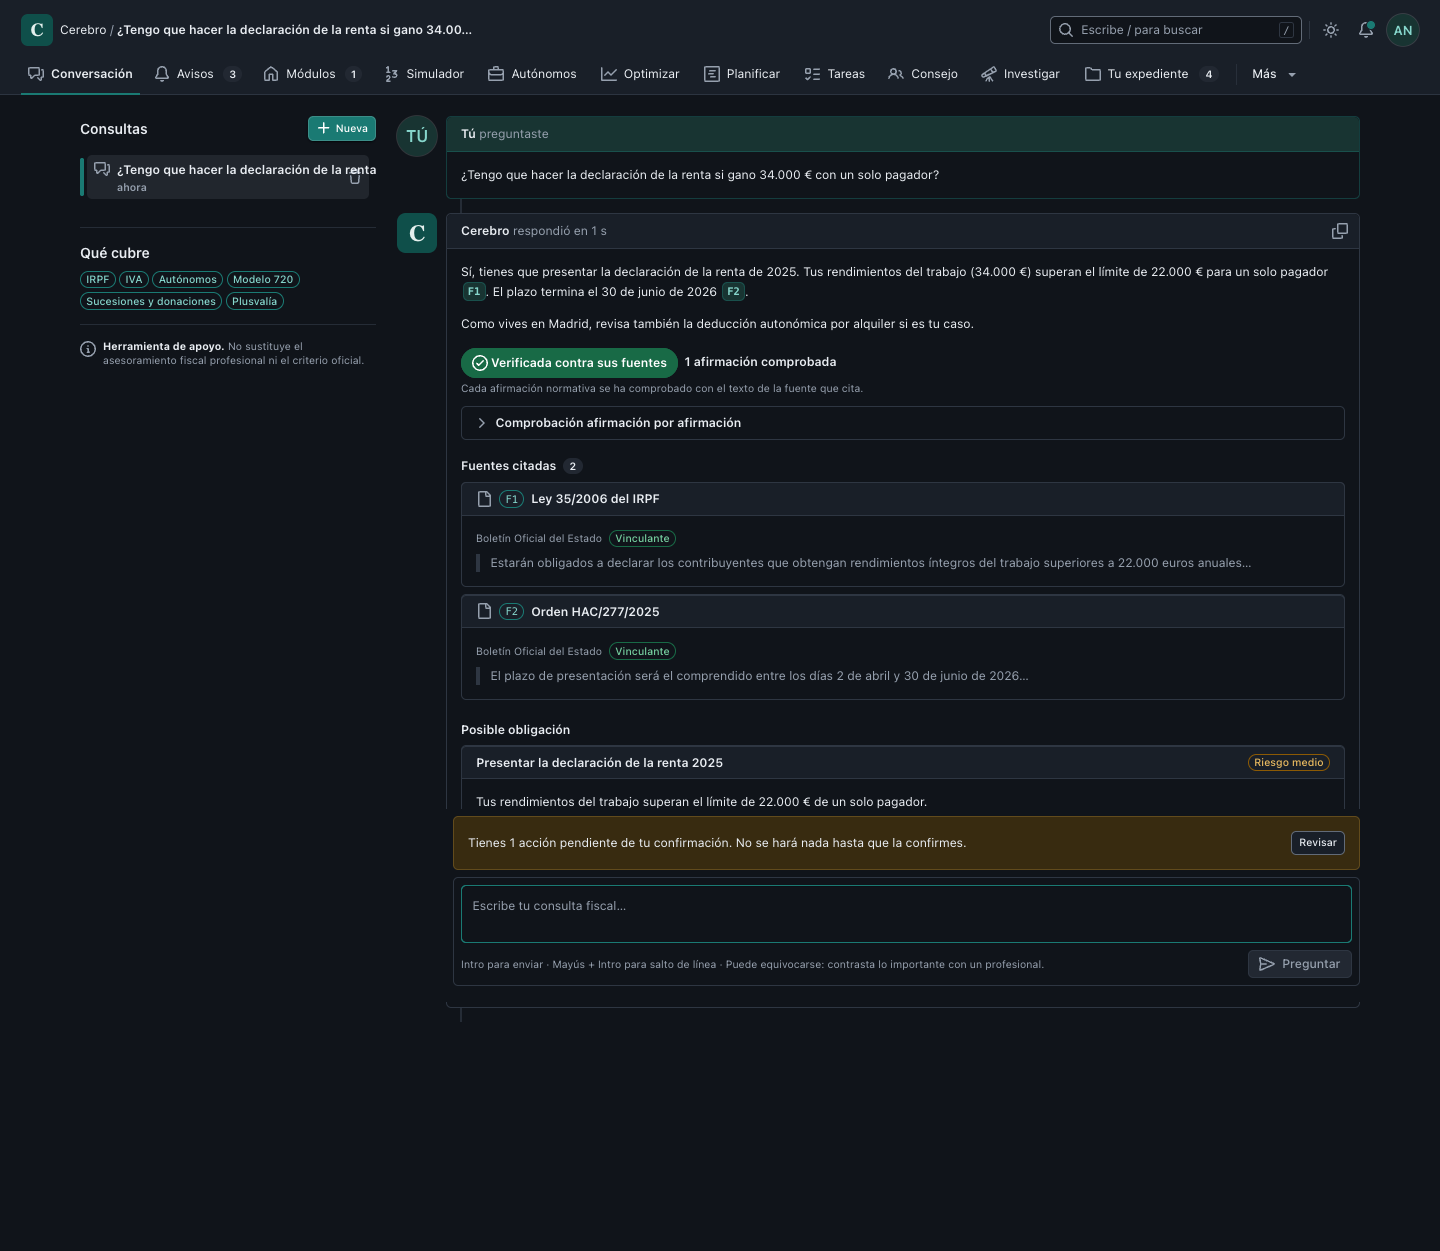 C Cerebro / ¿Tengo que hacer la declaración de la renta si gano 34.00...
Escribe / para buscar /
AN
Conversación Avisos 3 Módulos 1 Simulador Autónomos Optimizar Planificar Tareas Consejo Investigar Tu expediente 4 Más
Consultas
Nueva
¿Tengo que hacer la declaración de la renta
ahora
Qué cubre
IRPF IVA Autónomos Modelo 720
Sucesiones y donaciones Plusvalía
Herramienta de apoyo. No sustituye el
asesoramiento fiscal profesional ni el criterio oficial.
TÚ
Tú preguntaste
¿Tengo que hacer la declaración de la renta si gano 34.000 € con un solo pagador?
C
Cerebro respondió en 1 s
Sí, tienes que presentar la declaración de la renta de 2025. Tus rendimientos del trabajo (34.000 €) superan el límite de 22.000 € para un solo pagador
F1. El plazo termina el 30 de junio de 2026 F2.
Como vives en Madrid, revisa también la deducción autonómica por alquiler si es tu caso.
Verificada contra sus fuentes 1 afirmación comprobada
Cada afirmación normativa se ha comprobado con el texto de la fuente que cita.
Comprobación afirmación por afirmación
Fuentes citadas 2
F1 Ley 35/2006 del IRPF
Boletín Oficial del Estado Vinculante
Estarán obligados a declarar los contribuyentes que obtengan rendimientos íntegros del trabajo superiores a 22.000 euros anuales...
F2 Orden HAC/277/2025
Boletín Oficial del Estado Vinculante
El plazo de presentación será el comprendido entre los días 2 de abril y 30 de junio de 2026...
Posible obligación
Presentar la declaración de la renta 2025 Riesgo medio
Tus rendimientos del trabajo superan el límite de 22.000 € de un solo pagador.
Tienes 1 acción pendiente de tu confirmación. No se hará nada hasta que la confirmes. Revisar
Escribe tu consulta fiscal...
Intro para enviar · Mayús + Intro para salto de línea · Puede equivocarse: contrasta lo importante con un profesional.
Preguntar